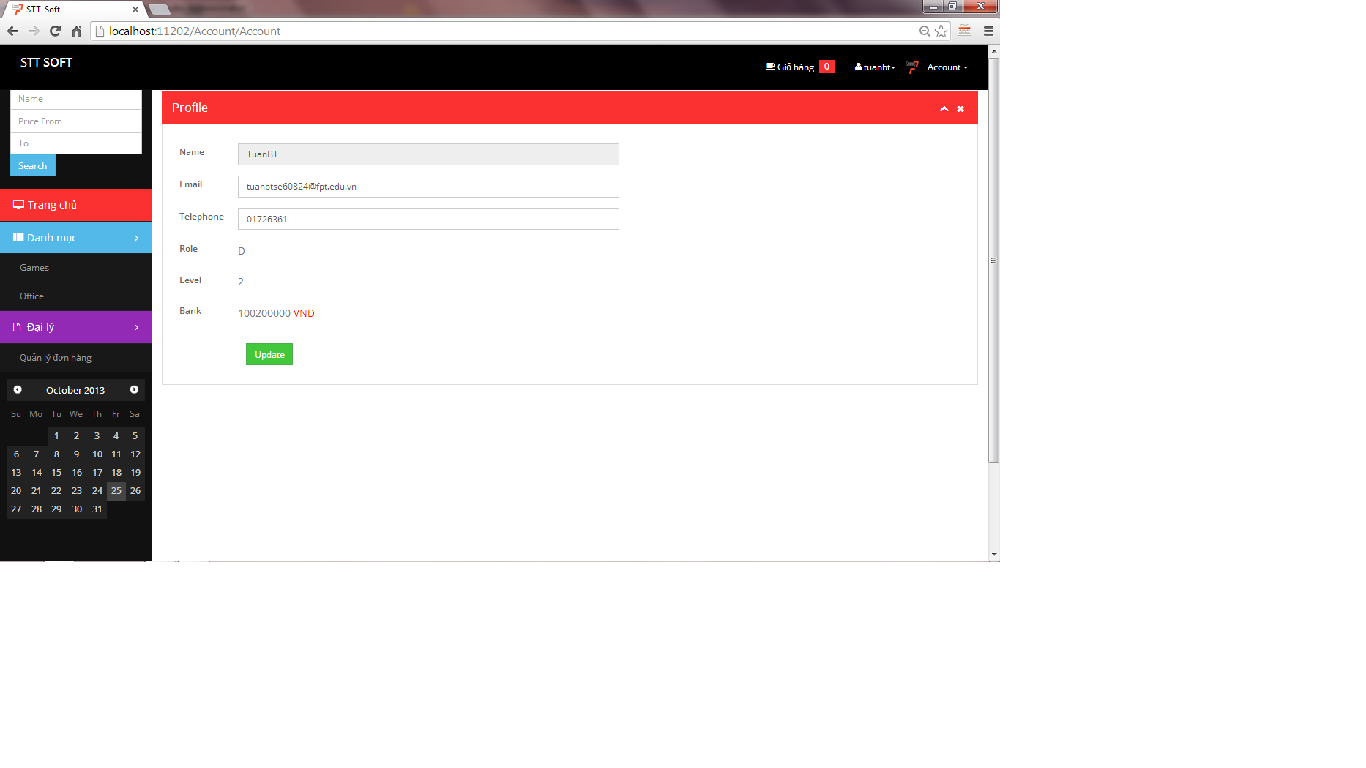 STT Soft
localhost:11202/Account/Account
STT SOFT
Giỏ hàng 0 tuanbt Account
Name
Price From
To
Search
Trang chủ
Danh mục
Games
Office
Đại lý
Quản lý đơn hàng
October 2013
Su Mo Tu We Th Fr Sa
1 2 3 4 5
6 7 8 9 10 11 12
13 14 15 16 17 18 19
20 21 22 23 24 25 26
27 28 29 30 31
Profile
Name TuanBT
Email tuanbtse60824@fpt.edu.vn
Telephone 01726361
Role D
Level 2
Bank 100200000 VND
Update